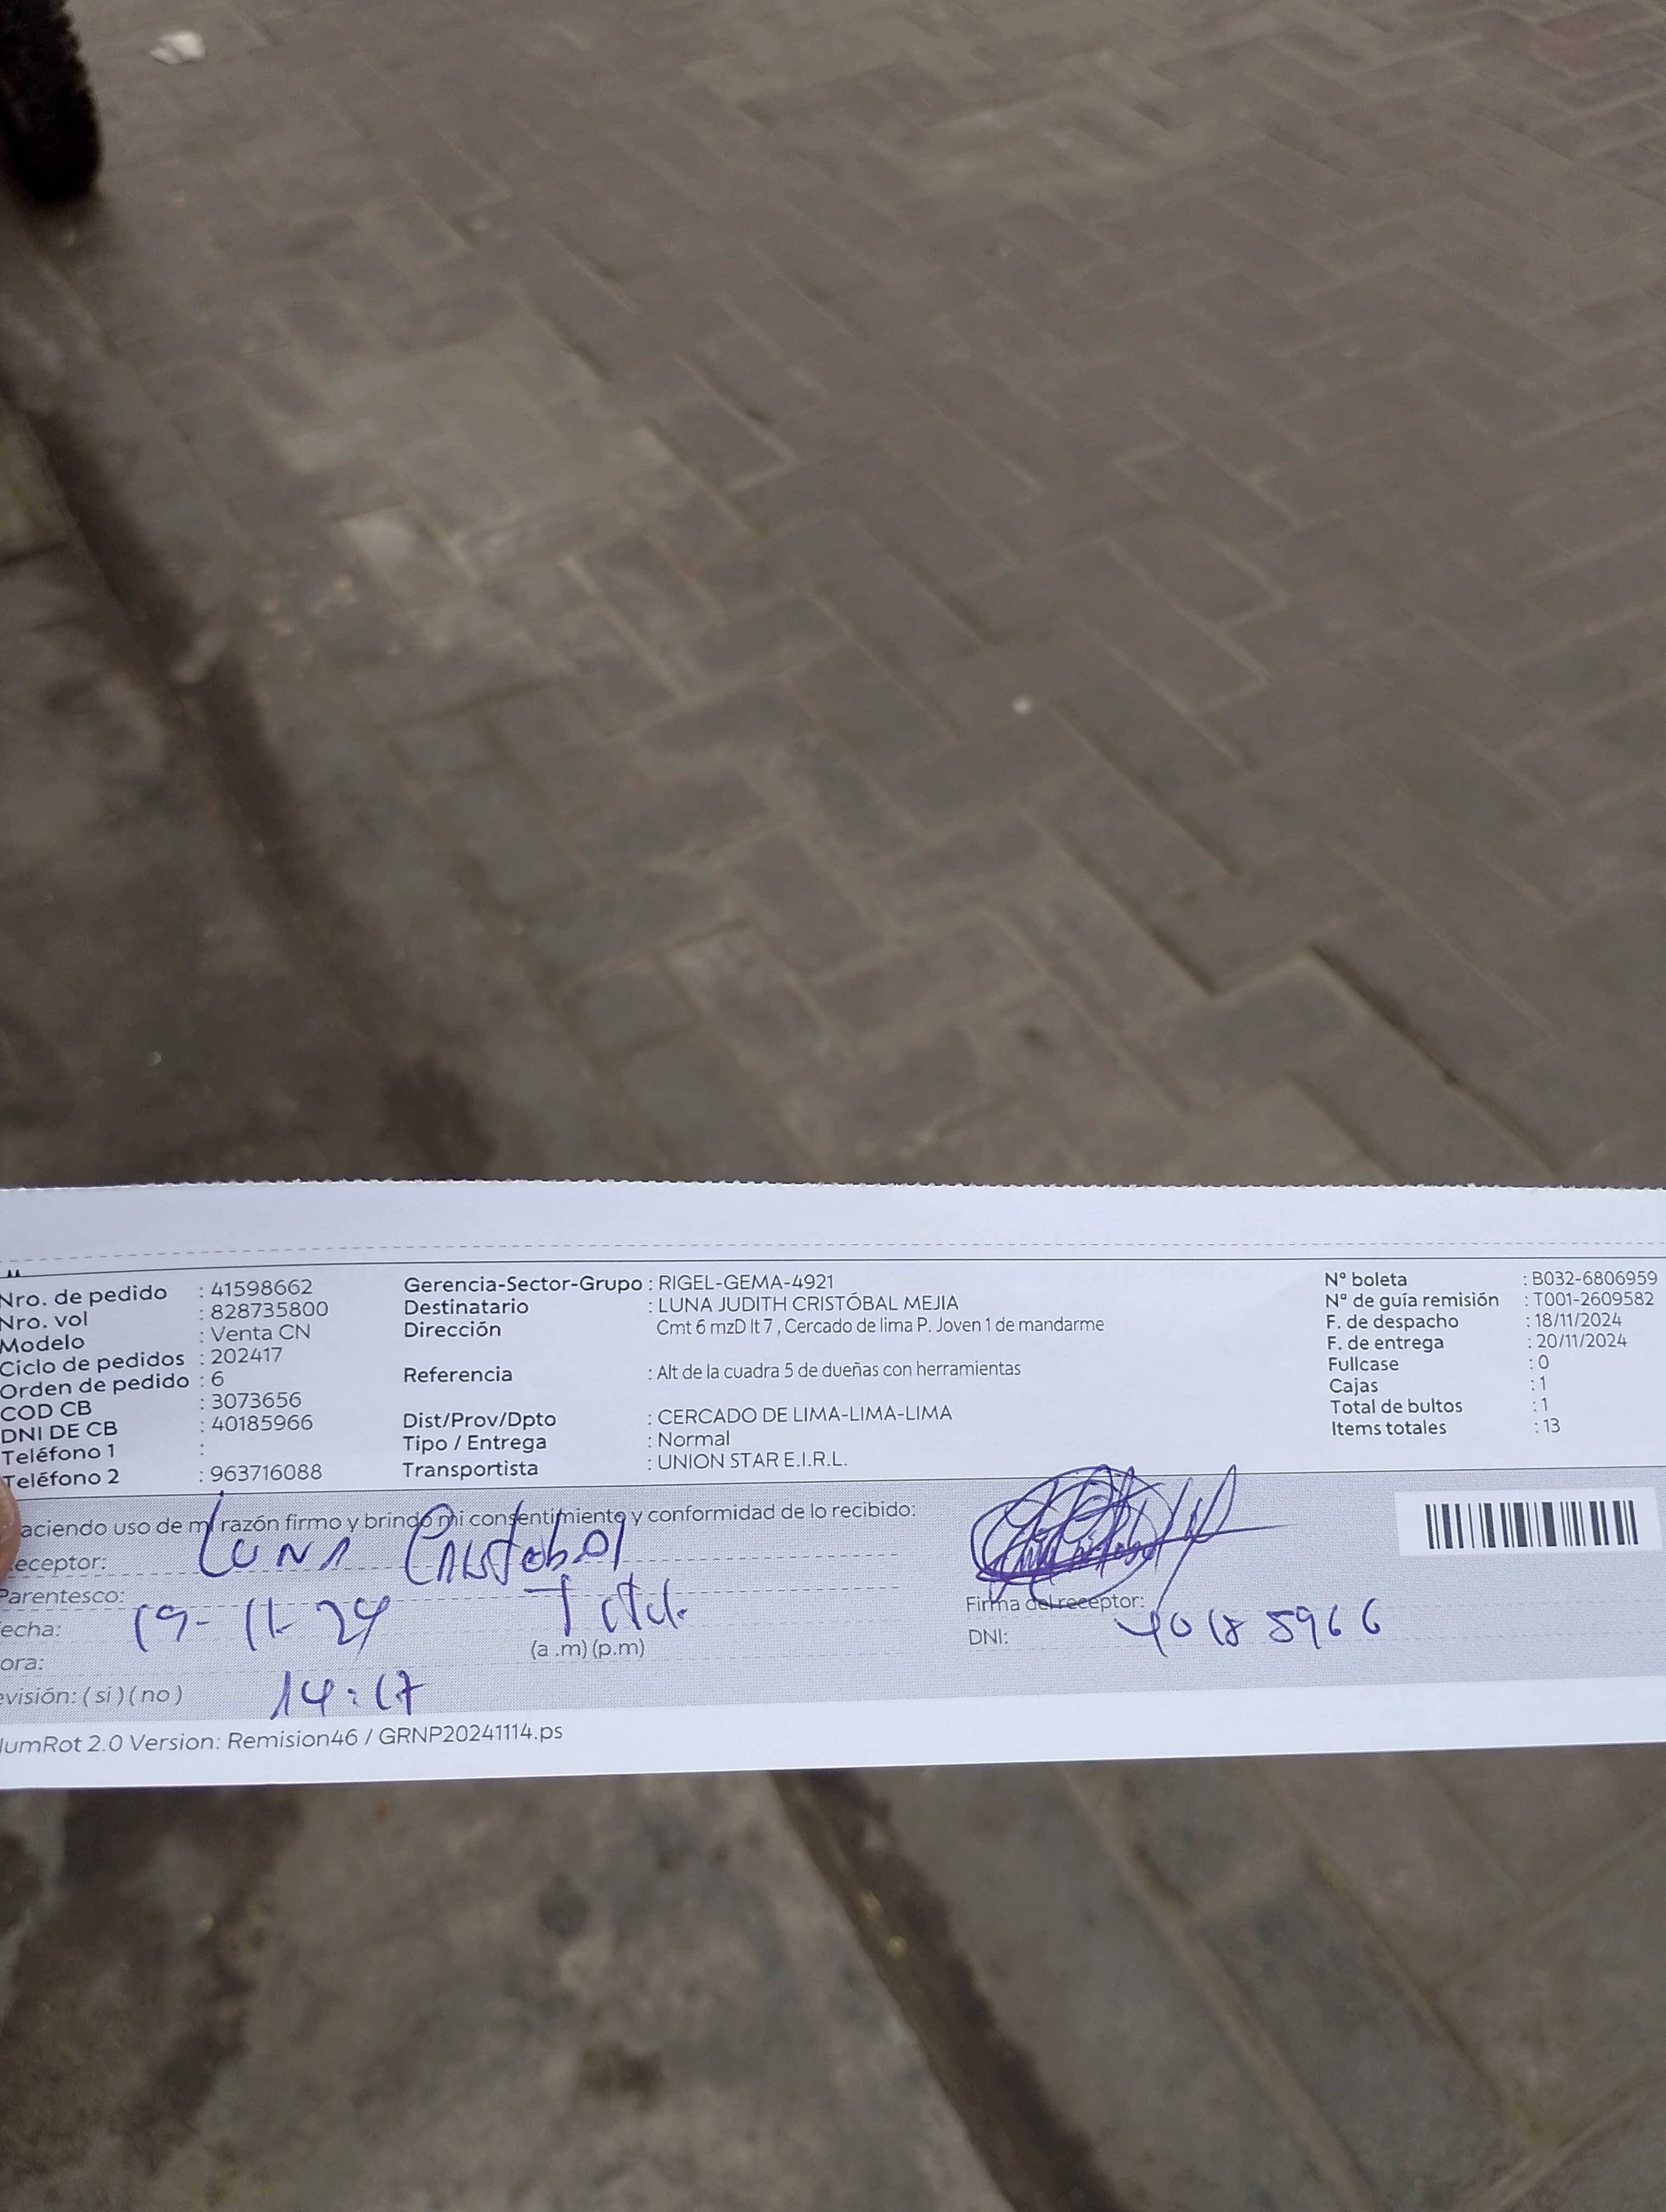 Nro. de pedido : 41598662
Nro. vol : 828735800
Modelo : Venta CN
Ciclo de pedidos : 202417
Orden de pedido : 6
COD CB : 3073656
DNI DE CB : 40185966
Teléfono 1 :
Teléfono 2 : 963716088
Gerencia-Sector-Grupo : RIGEL-GEMA-4921
Destinatario : LUNA JUDITH CRISTÓBAL MEJIA
Dirección Cmt 6 mzD lt 7 , Cercado de lima P. Joven 1 de mandarme
Referencia : Alt de la cuadra 5 de dueñas con herramientas
Dist/Prov/Dpto : CERCADO DE LIMA-LIMA-LIMA
Tipo / Entrega : Normal
Transportista : UNION STAR E.I.R.L.
Nº boleta : B032-6806959
Nº de guía remisión : T001-2609582
F. de despacho : 18/11/2024
F. de entrega : 20/11/2024
Fullcase : 0
Cajas : 1
Total de bultos : 1
Items totales : 13
aciendo uso de mi razón firmo y brindo mi consentimiento y conformidad de lo recibido:
eceptor: Luna Cristobal
Parentesco:
echa: 19-11-24
ora: (a .m) (p.m)
evisión: ( si ) ( no ) 14:17
Firma del receptor:
DNI: 40185966
umRot 2.0 Version: Remision46 / GRNP20241114.ps